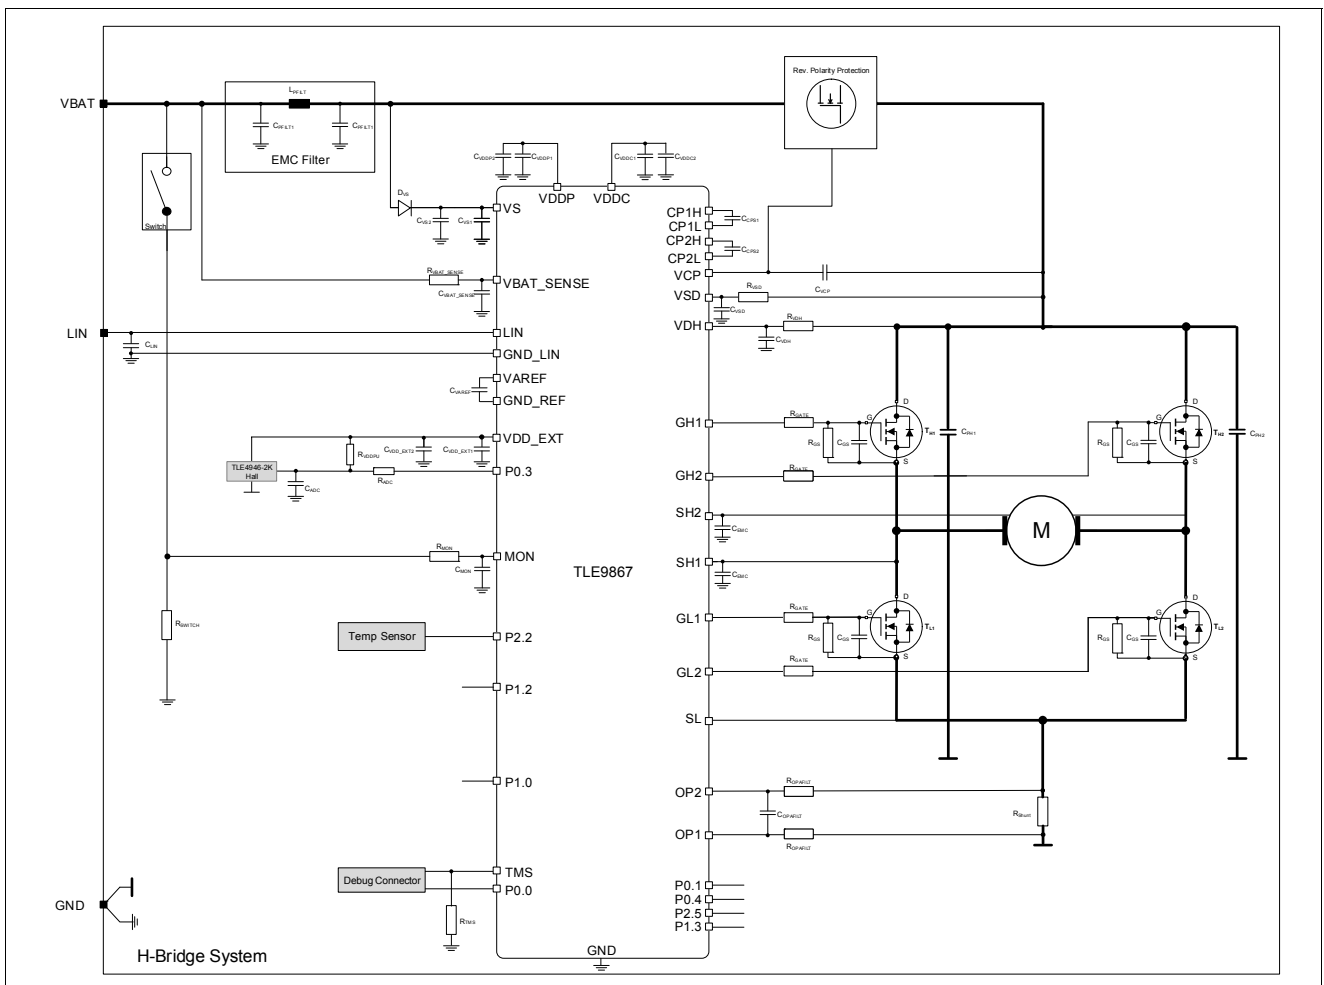 VBAT
LPFILT
CPFILT1
CPFILT1
EMC Filter
Rev. Polarity Protection
Switch
CVDDP2
CVDDP1
CVDDC1
CVDDC2
VDDP
VDDC
DVS
CVS2
CVS1
VS
CP1H
CP1L
CP2H
CP2L
CCPS1
CCPS2
VCP
CVCP
RVBAT_SENSE
CVBAT_SENSE
VBAT_SENSE
VSD
RVSD
CVSD
LIN
CLIN
LIN
GND_LIN
VDH
RVDH
CVDH
VAREF
CVAREF
GND_REF
VDD_EXT
RVDDPU
CVDD_EXT2
CVDD_EXT1
TLE4946-2K
Hall
CADC
RADC
P0.3
GH1
RGATE
RGS
CGS
G
D
S
TH1
CPH1
GH2
RGATE
RGS
CGS
G
D
S
TH2
CPH2
SH2
CEMC
M
SH1
CEMC
RMON
CMON
MON
TLE9867
RSWITCH
Temp Sensor
P2.2
P1.2
P1.0
GL1
RGATE
RGS
CGS
G
D
S
TL1
GL2
RGATE
RGS
CGS
G
D
S
TL2
SL
OP2
ROPAFILT
COPAFILT
OP1
ROPAFILT
RShunt
Debug Connector
TMS
P0.0
RTMS
P0.1
P0.4
P2.5
P1.3
GND
GND
H-Bridge System